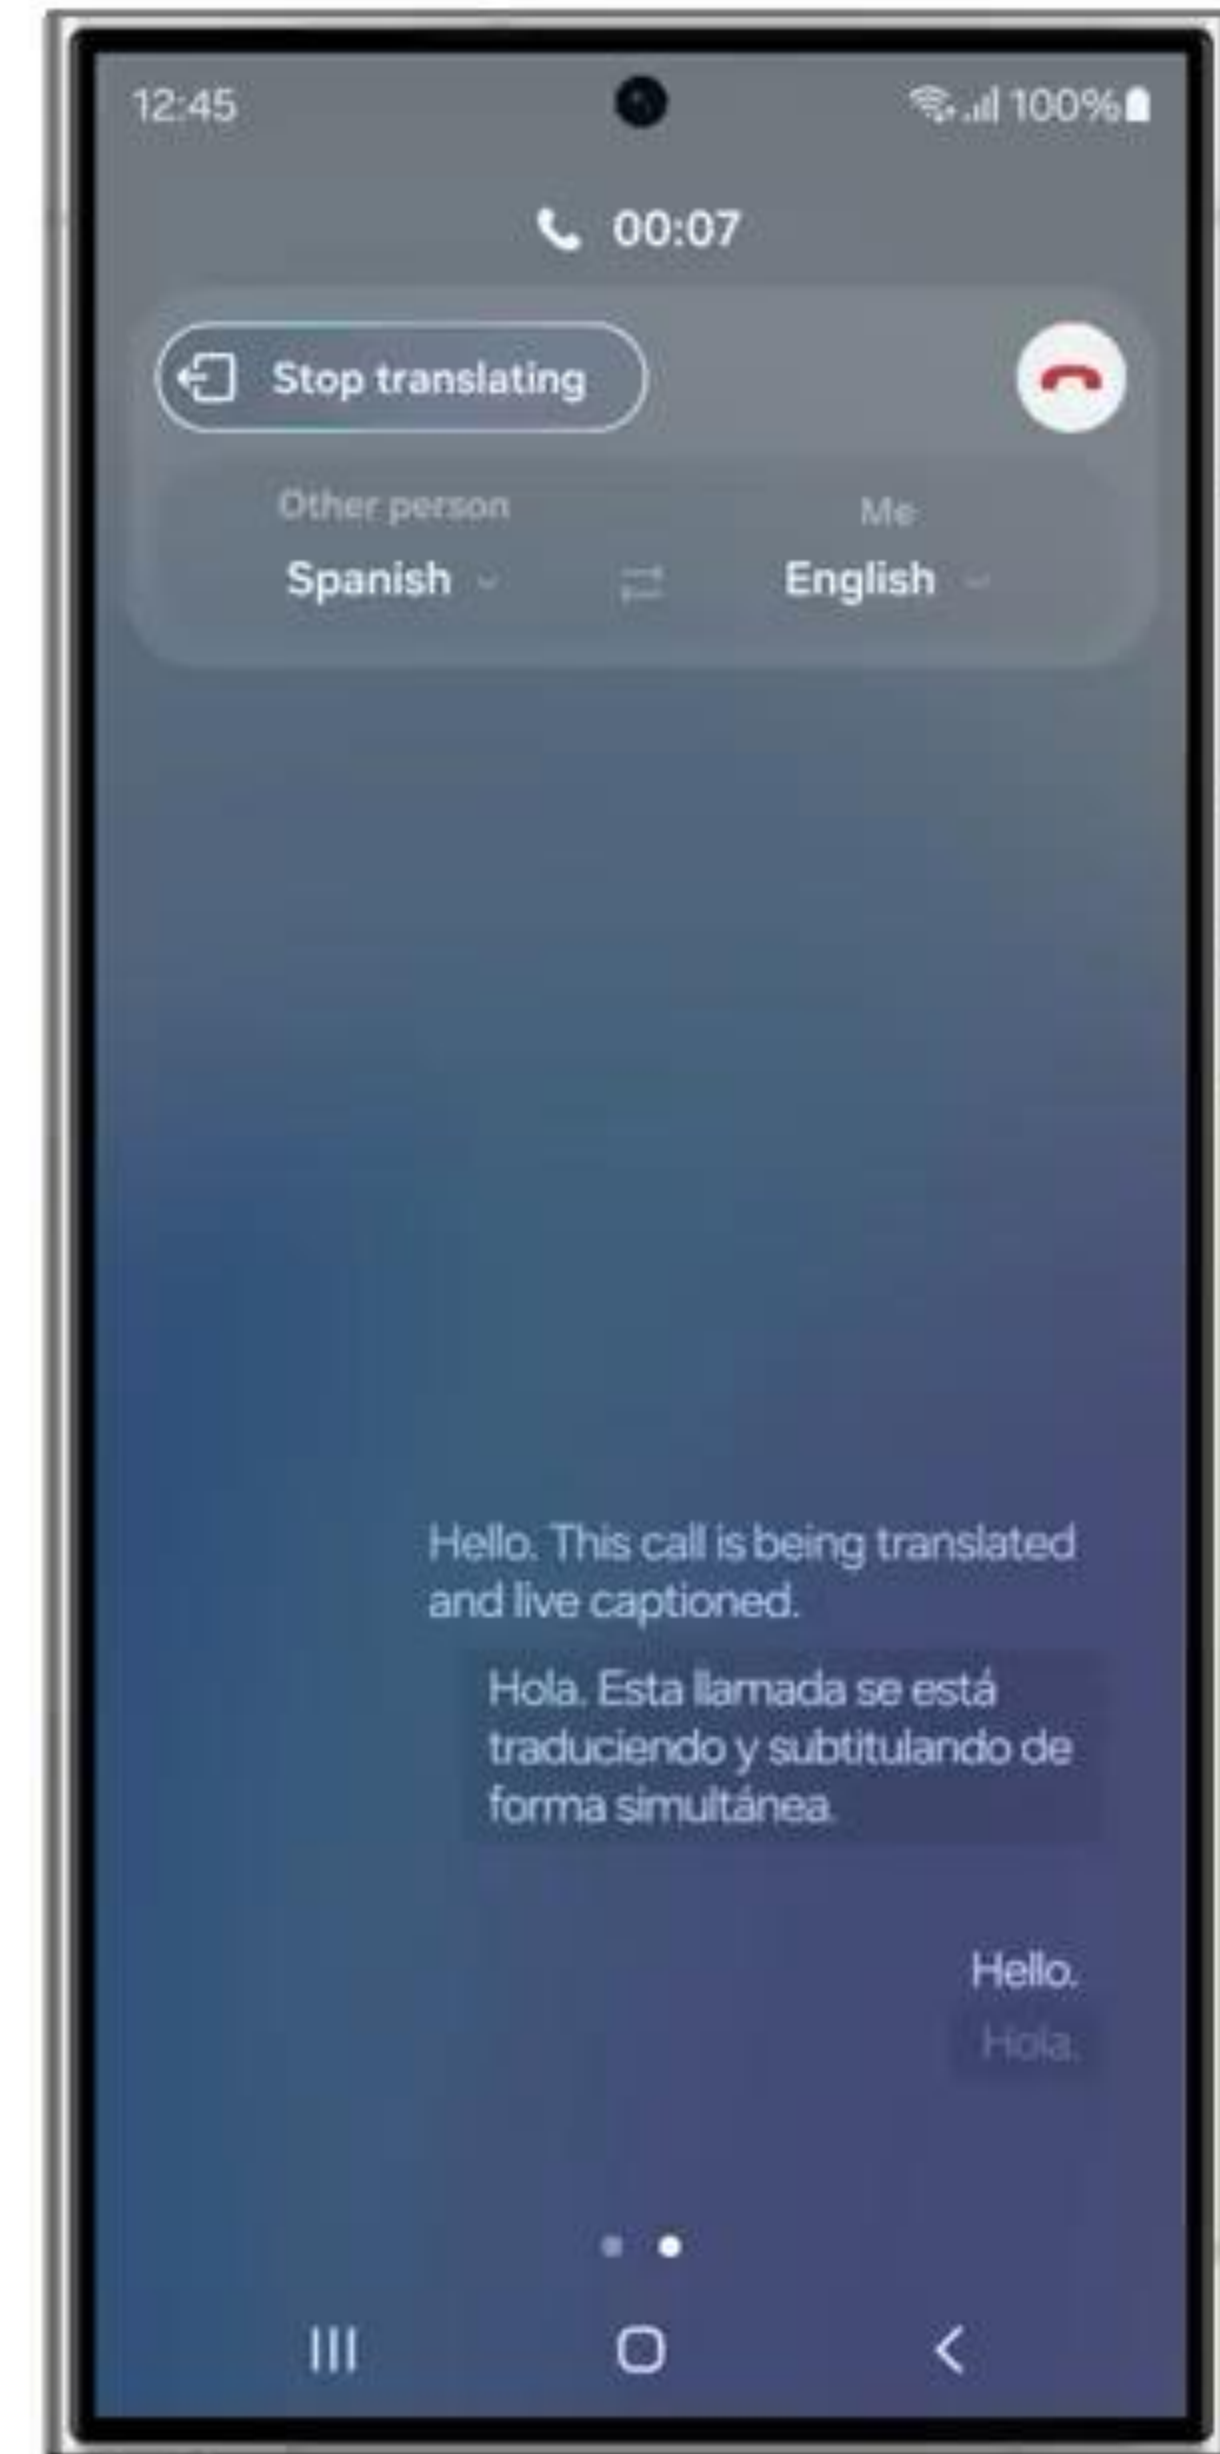 12:45
100%
00:07
Stop translating
Other person
Me
Spanish
English
Hello. This call is being translated
and live captioned.
Hola. Esta llamada se está
traduciendo y subtitulando de
forma simultánea.
Hello.
Hola.